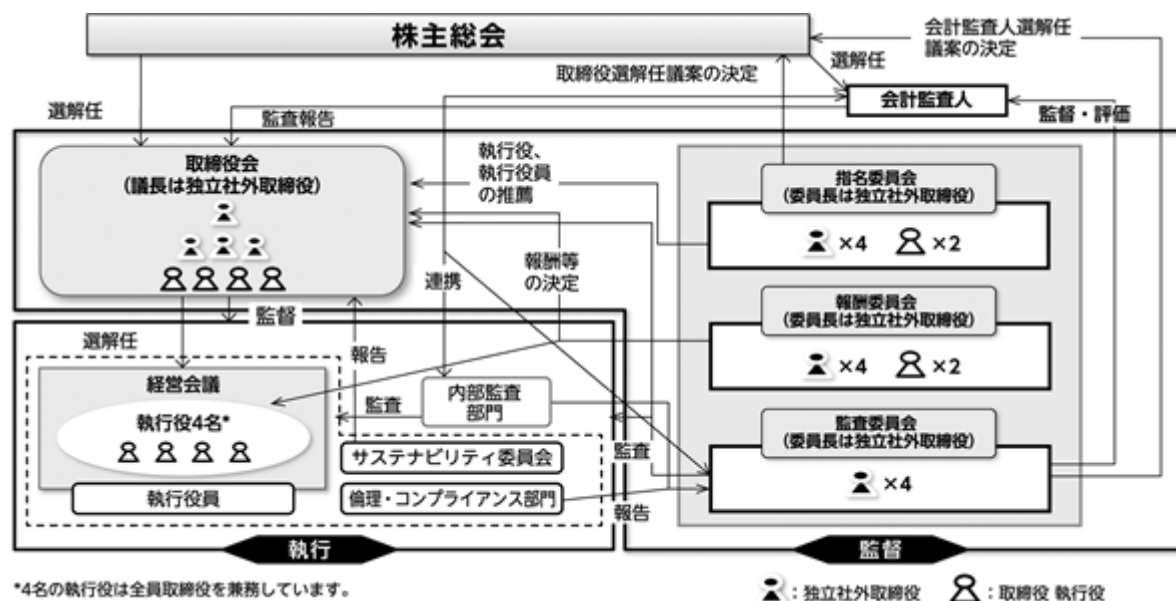 株主総会
会計監査人選解任
議案の決定
選解任
取締役選解任議案の決定
選解任
会計監査人
監査報告
監督・評価
取締役会
(議長は独立社外取締役)
執行役、
執行役員
の推薦
指名委員会
(委員長は独立社外取締役)
×4
×2
連携
報酬等
の決定
報酬委員会
(委員長は独立社外取締役)
×4
×2
選解任
監督
報告
経営会議
執行役4名*
執行役員
監査
内部監査
部門
サステナビリティ委員会
倫理・コンプライアンス部門
監査
報告
監査委員会
(委員長は独立社外取締役)
×4
執行
監督
*4名の執行役は全員取締役を兼務しています。
:独立社外取締役
:取締役 執行役